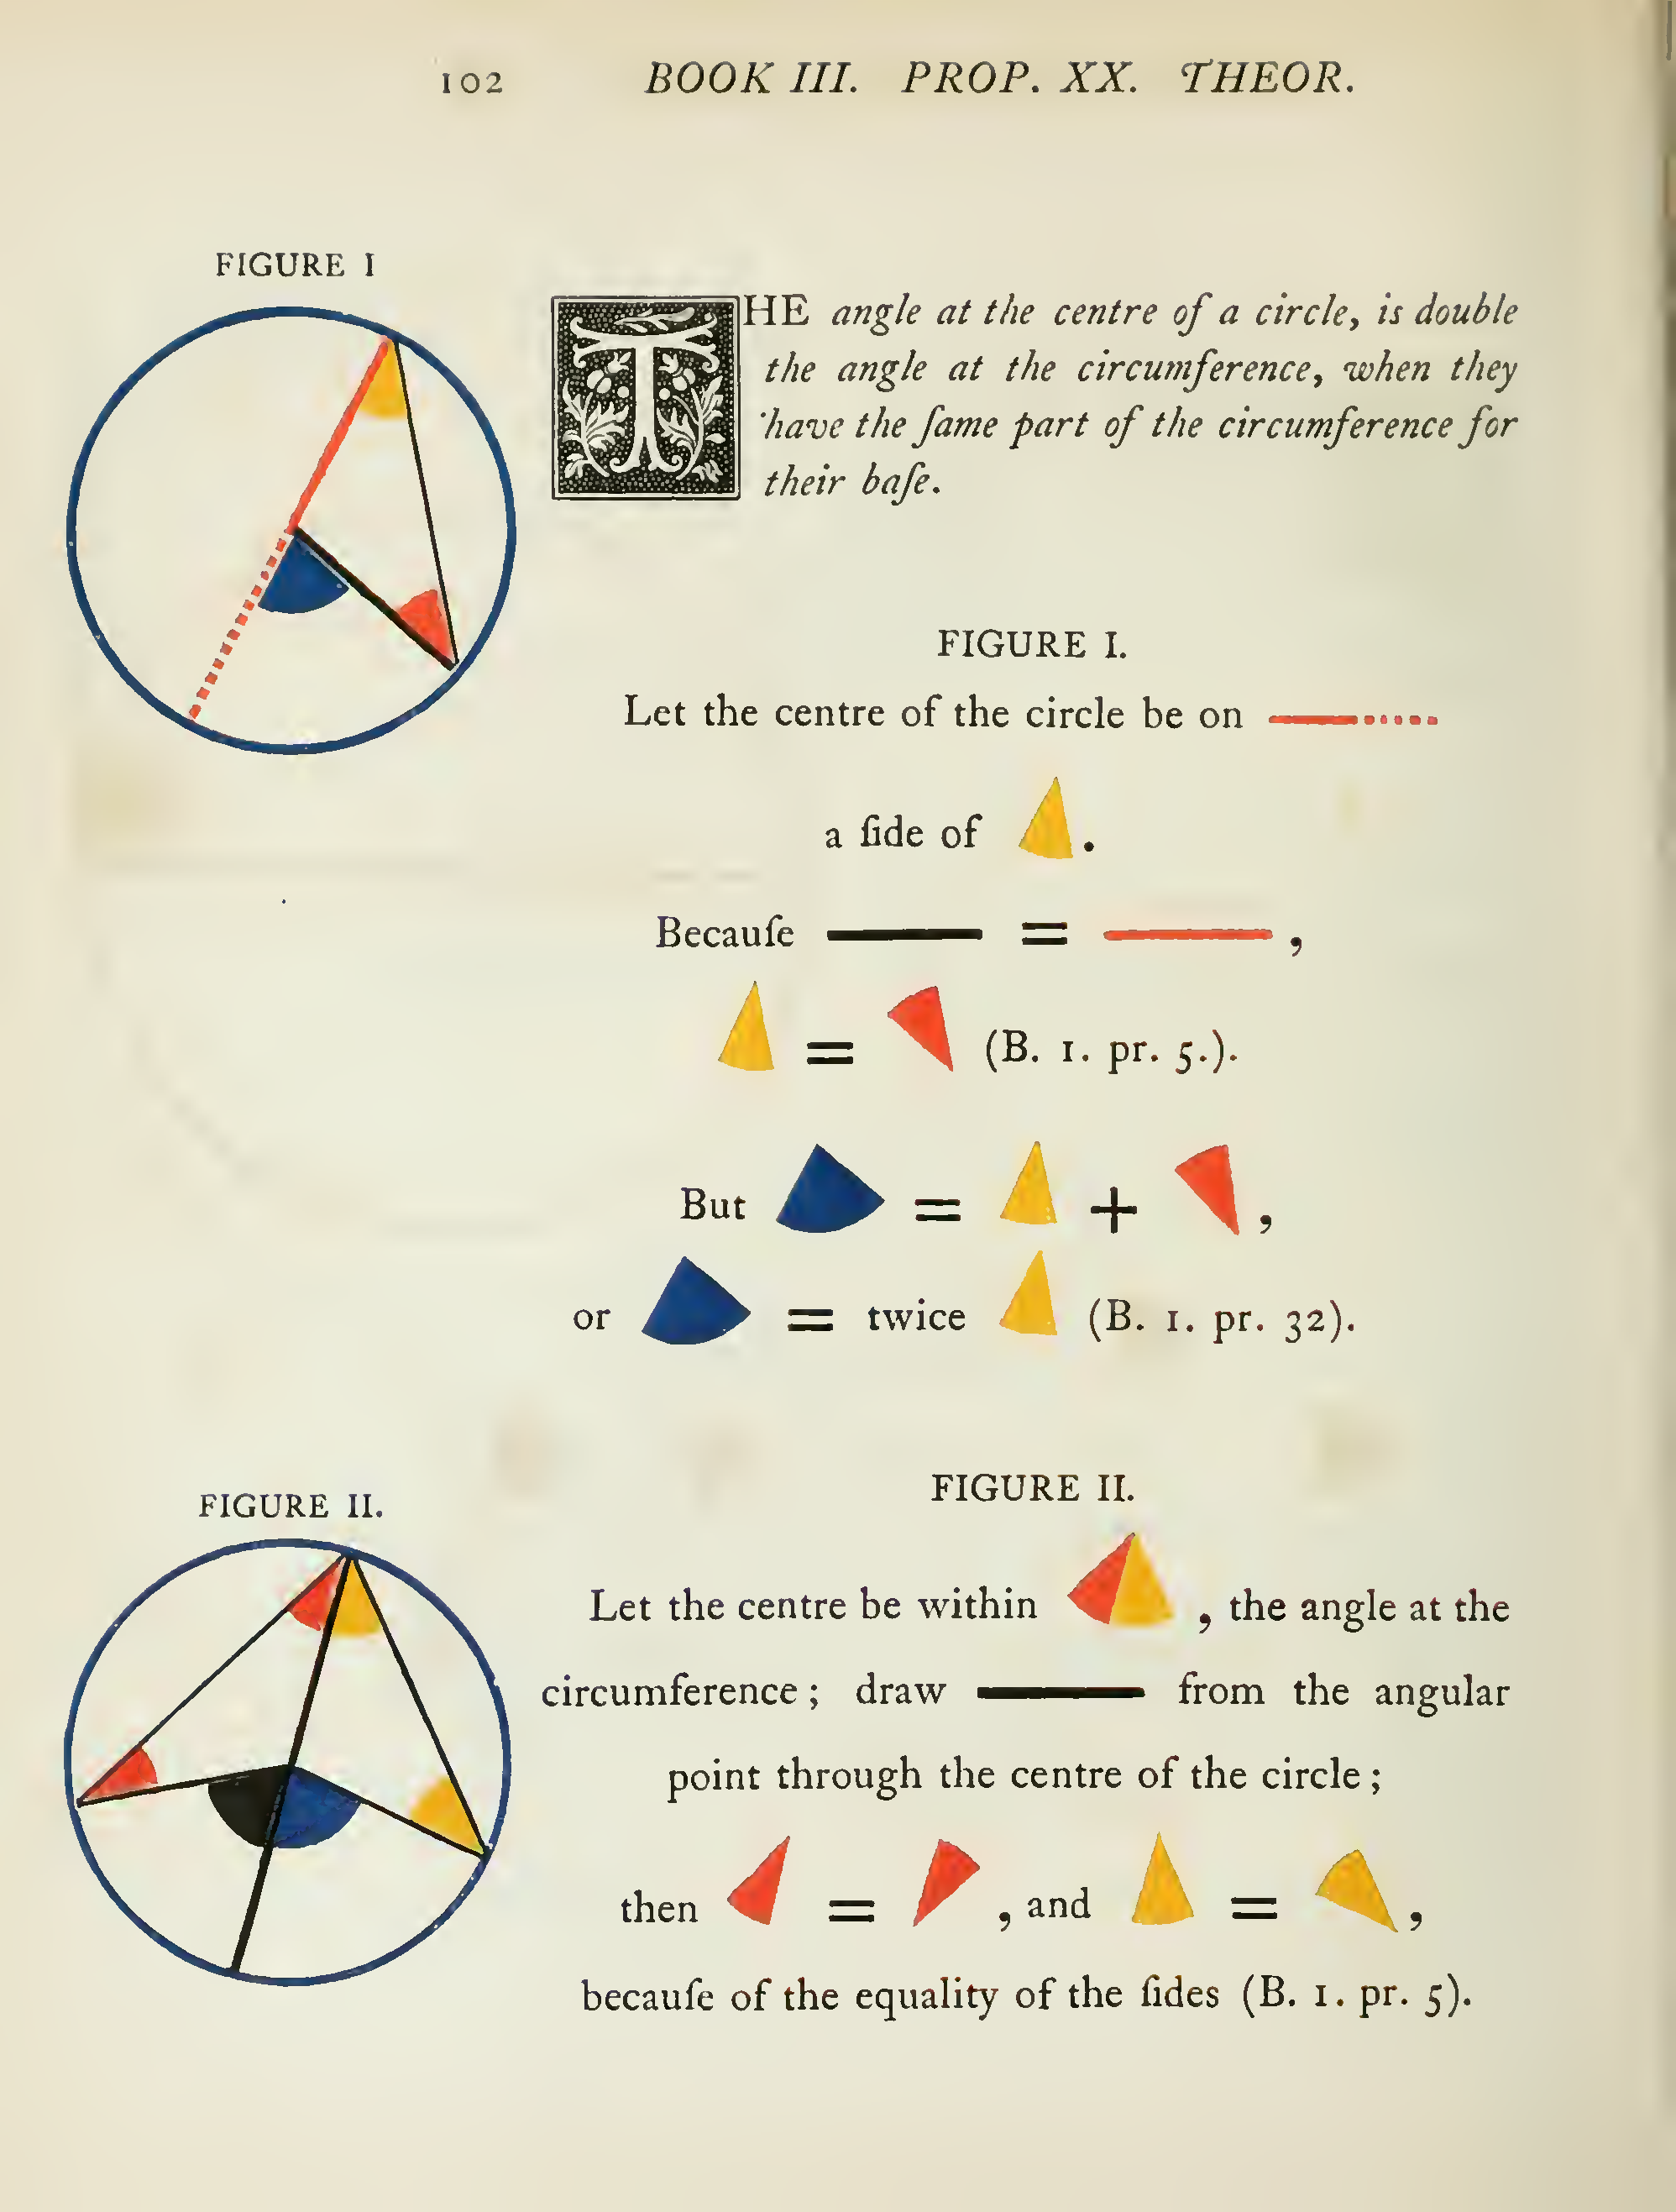 102 BOOK III. PROP. XX. THEOR.
FIGURE I
THE angle at the centre of a circle, is double
the angle at the circumference, when they
have the ſame part of the circumference for
their baſe.
FIGURE I.
Let the centre of the circle be on
a ſide of .
Becauſe = ,
= (B. 1. pr. 5.).
But = + ,
or = twice (B. 1. pr. 32).
FIGURE II.
FIGURE II.
Let the centre be within , the angle at the
circumference ; draw from the angular
point through the centre of the circle ;
then = , and = ,
becauſe of the equality of the ſides (B. 1. pr. 5).